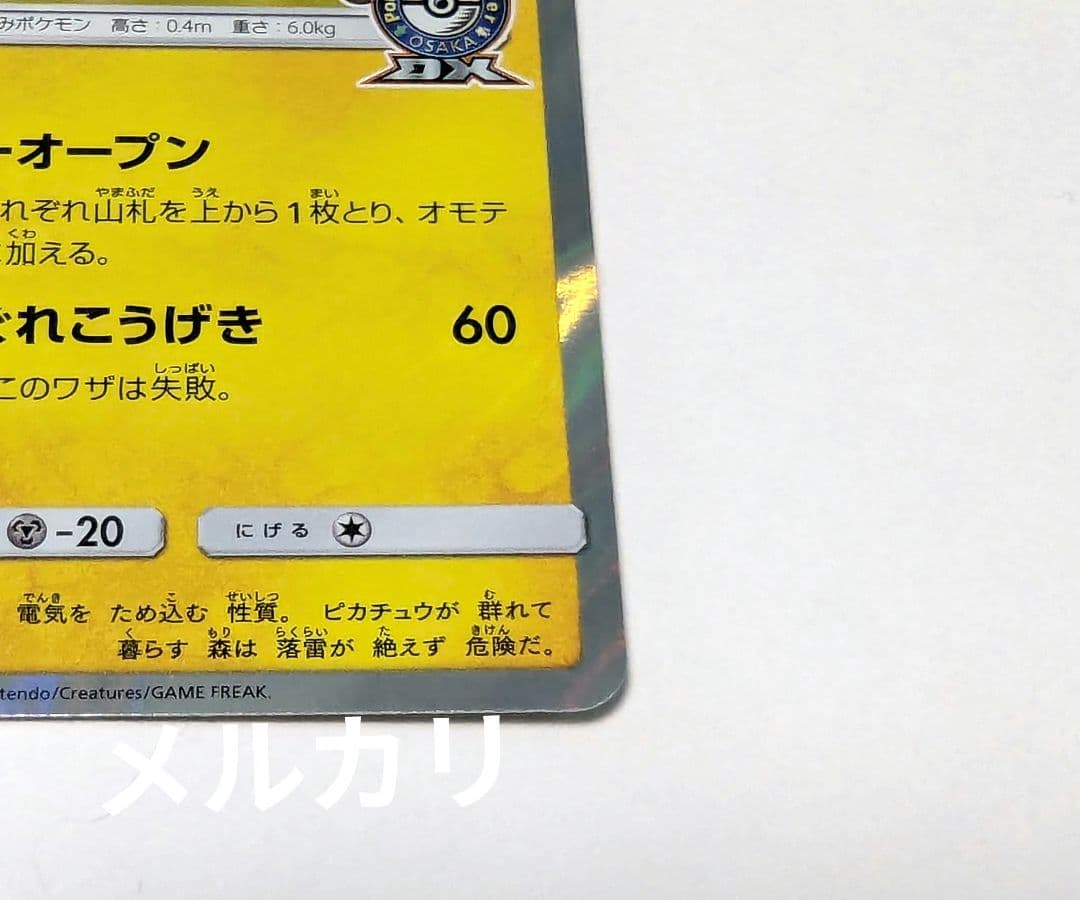 みポケモン 高さ：0.4m 重さ：6.0kg
OSAKA
DX
ーオープン
れぞれ山札を上から1枚とり、オモテ
に加える。
ぐれこうげき 60
このワザは失敗。
-20 にげる
電気を ため込む 性質。 ピカチュウが 群れて
暮らす 森は 落雷が 絶えず 危険だ。
tendo/Creatures/GAME FREAK.
メルカリ